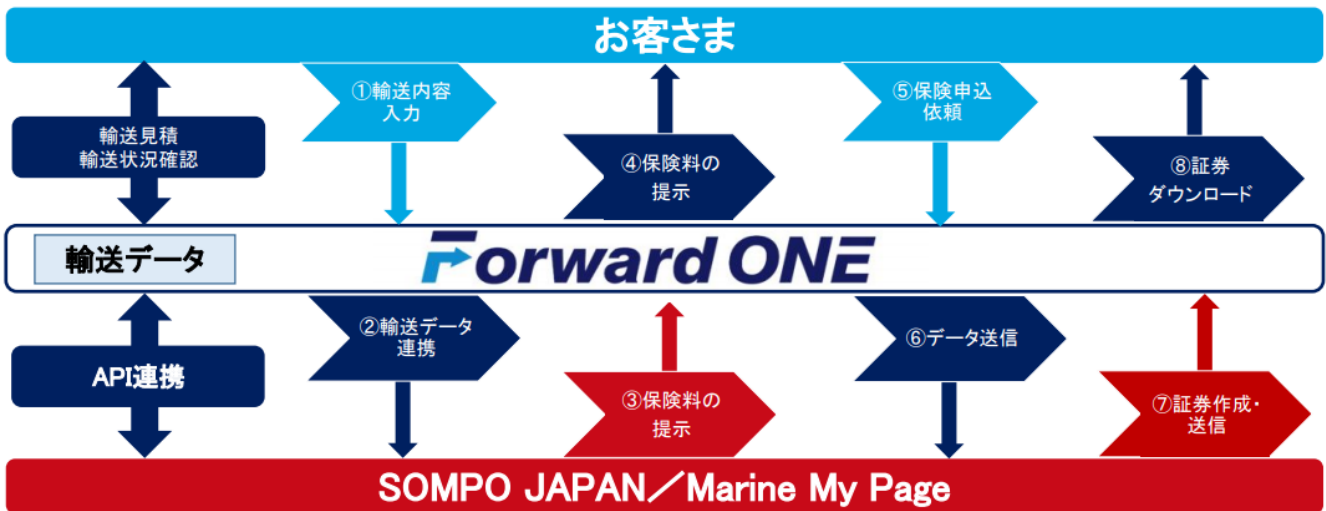 お客さま
輸送見積
輸送状況確認
①輸送内容
入力
④保険料の
提示
⑤保険申込
依頼
⑧証券
ダウンロード
輸送データ
Forward ONE
API連携
②輸送データ
連携
③保険料の
提示
⑥データ送信
⑦証券作成・
送信
SOMPO JAPAN／Marine My Page